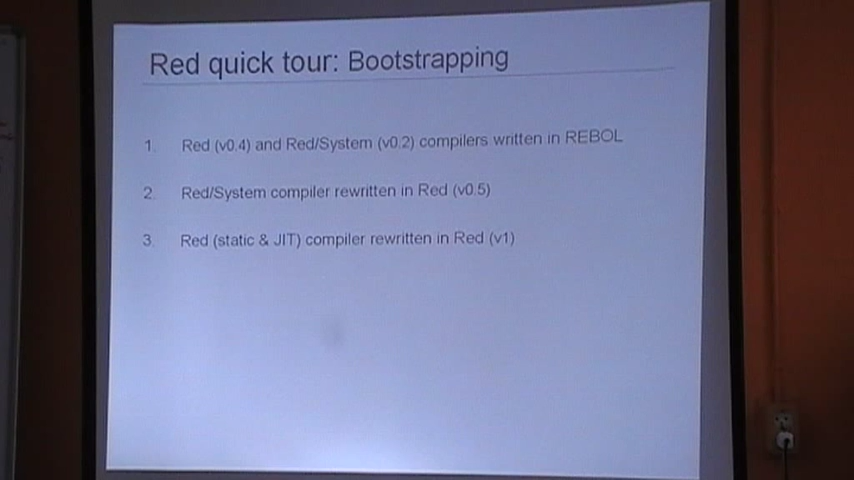 Red quick tour: Bootstrapping
1. Red (v0.4) and Red/System (v0.2) compilers written in REBOL
2. Red/System compiler rewritten in Red (v0.5)
3. Red (static & JIT) compiler rewritten in Red (v1)